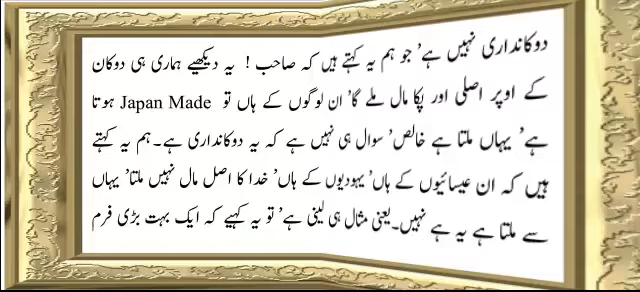 دوکانداری نہیں ہے’ جو ہم یہ کہتے ہیں کہ صاحب ! یہ دیکھیے ہماری ہی دوکان
کے اوپر اصلی اور پکا مال ملے گا’ ان لوگوں کے ہاں تو Japan Made ہوتا
ہے’ یہاں ملتا ہے خالص’ سوال ہی نہیں ہے کہ یہ دوکانداری ہے۔ہم یہ کہتے
ہیں کہ ان عیسائیوں کے ہاں’ یہودیوں کے ہاں’ خدا کا اصل مال نہیں ملتا’ یہاں
سے ملتا ہے یہ ہے نہیں۔یعنی مثال ہی لینی ہے’ تو یہ کہیے کہ ایک بہت بڑی فرم